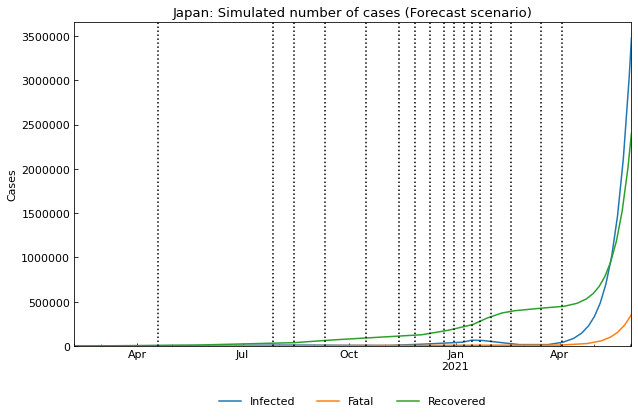 Japan: Simulated number of cases (Forecast scenario)
Cases
3500000
3000000
2500000
2000000
1500000
1000000
500000
0
Apr Jul Oct Jan Apr
2021
Infected Fatal Recovered